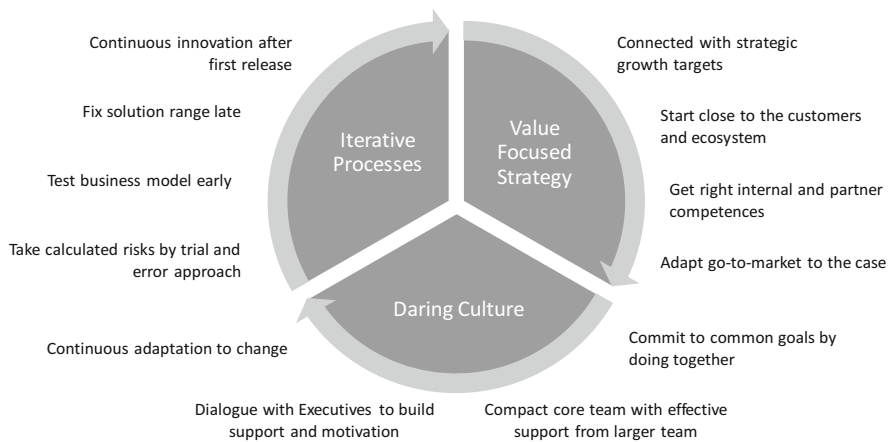 Continuous innovation after
first release
Fix solution range late
Test business model early
Take calculated risks by trial and
error approach
Continuous adaptation to change
Dialogue with Executives to build
support and motivation
Iterative
Processes
Value
Focused
Strategy
Daring Culture
Connected with strategic
growth targets
Start close to the customers
and ecosystem
Get right internal and partner
competences
Adapt go-to-market to the case
Commit to common goals by
doing together
Compact core team with effective
support from larger team